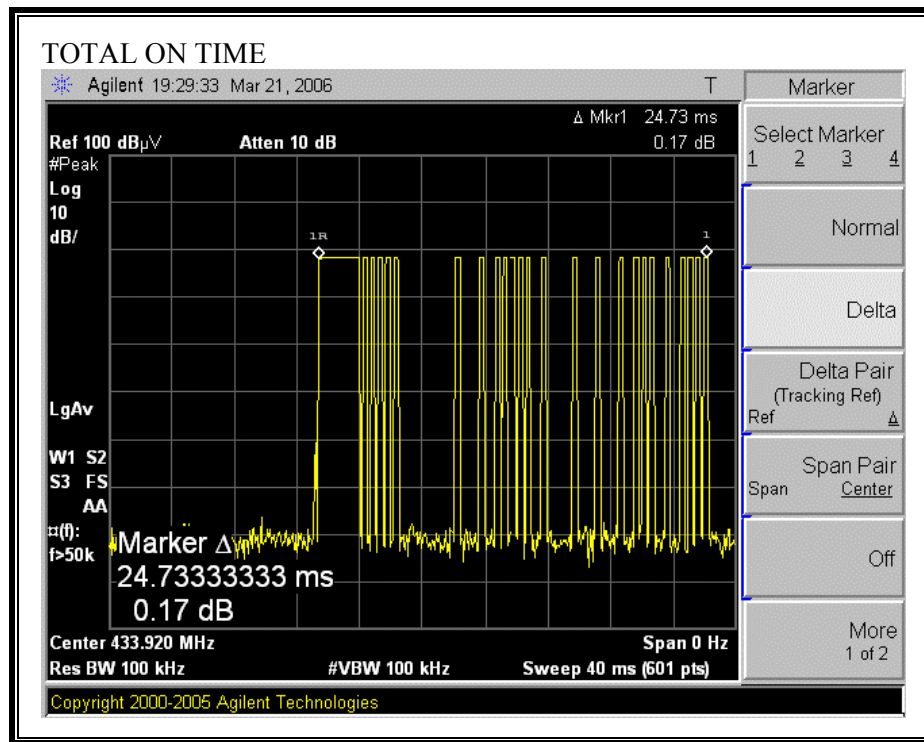 TOTAL ON TIME
Agilent 19:29:33 Mar 21, 2006 T
Δ Mkr1 24.73 ms
Ref 100 dBµV Atten 10 dB 0.17 dB
#Peak
Log
10
dB/
1R 1
LgAv
W1 S2
S3 FS
AA
¤(f):
f>50k
Marker Δ
24.73333333 ms
0.17 dB
Center 433.920 MHz Span 0 Hz
Res BW 100 kHz #VBW 100 kHz Sweep 40 ms (601 pts)
Copyright 2000-2005 Agilent Technologies
Marker
Select Marker
1 2 3 4
Normal
Delta
Delta Pair
(Tracking Ref)
Ref Δ
Span Pair
Span Center
Off
More
1 of 2